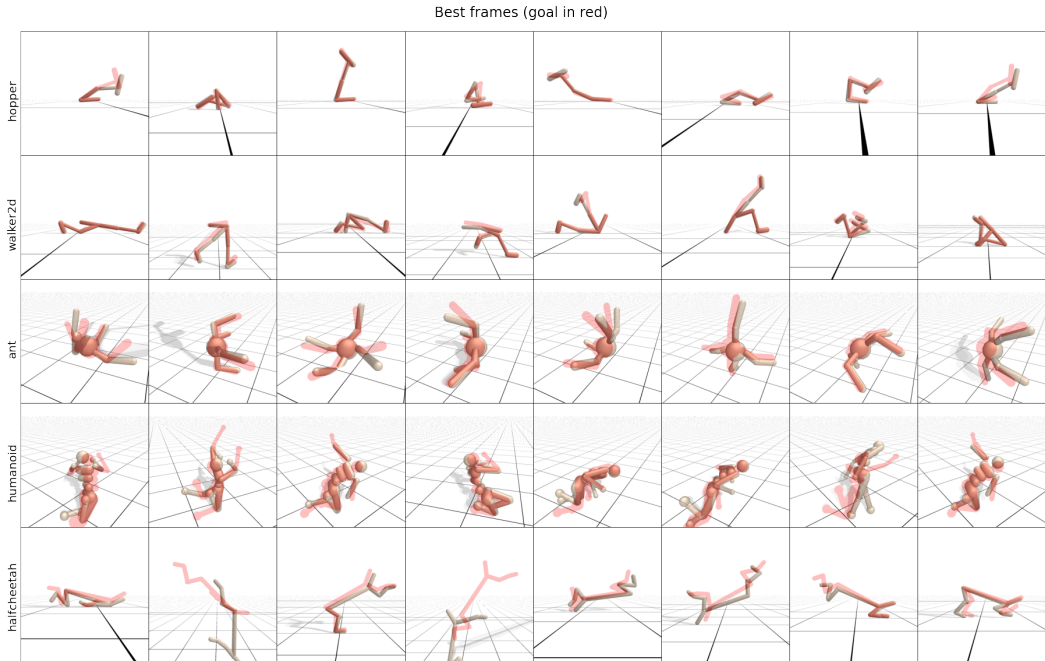 Best frames (goal in red)
hopper
walker2d
ant
humanoid
halfcheetah